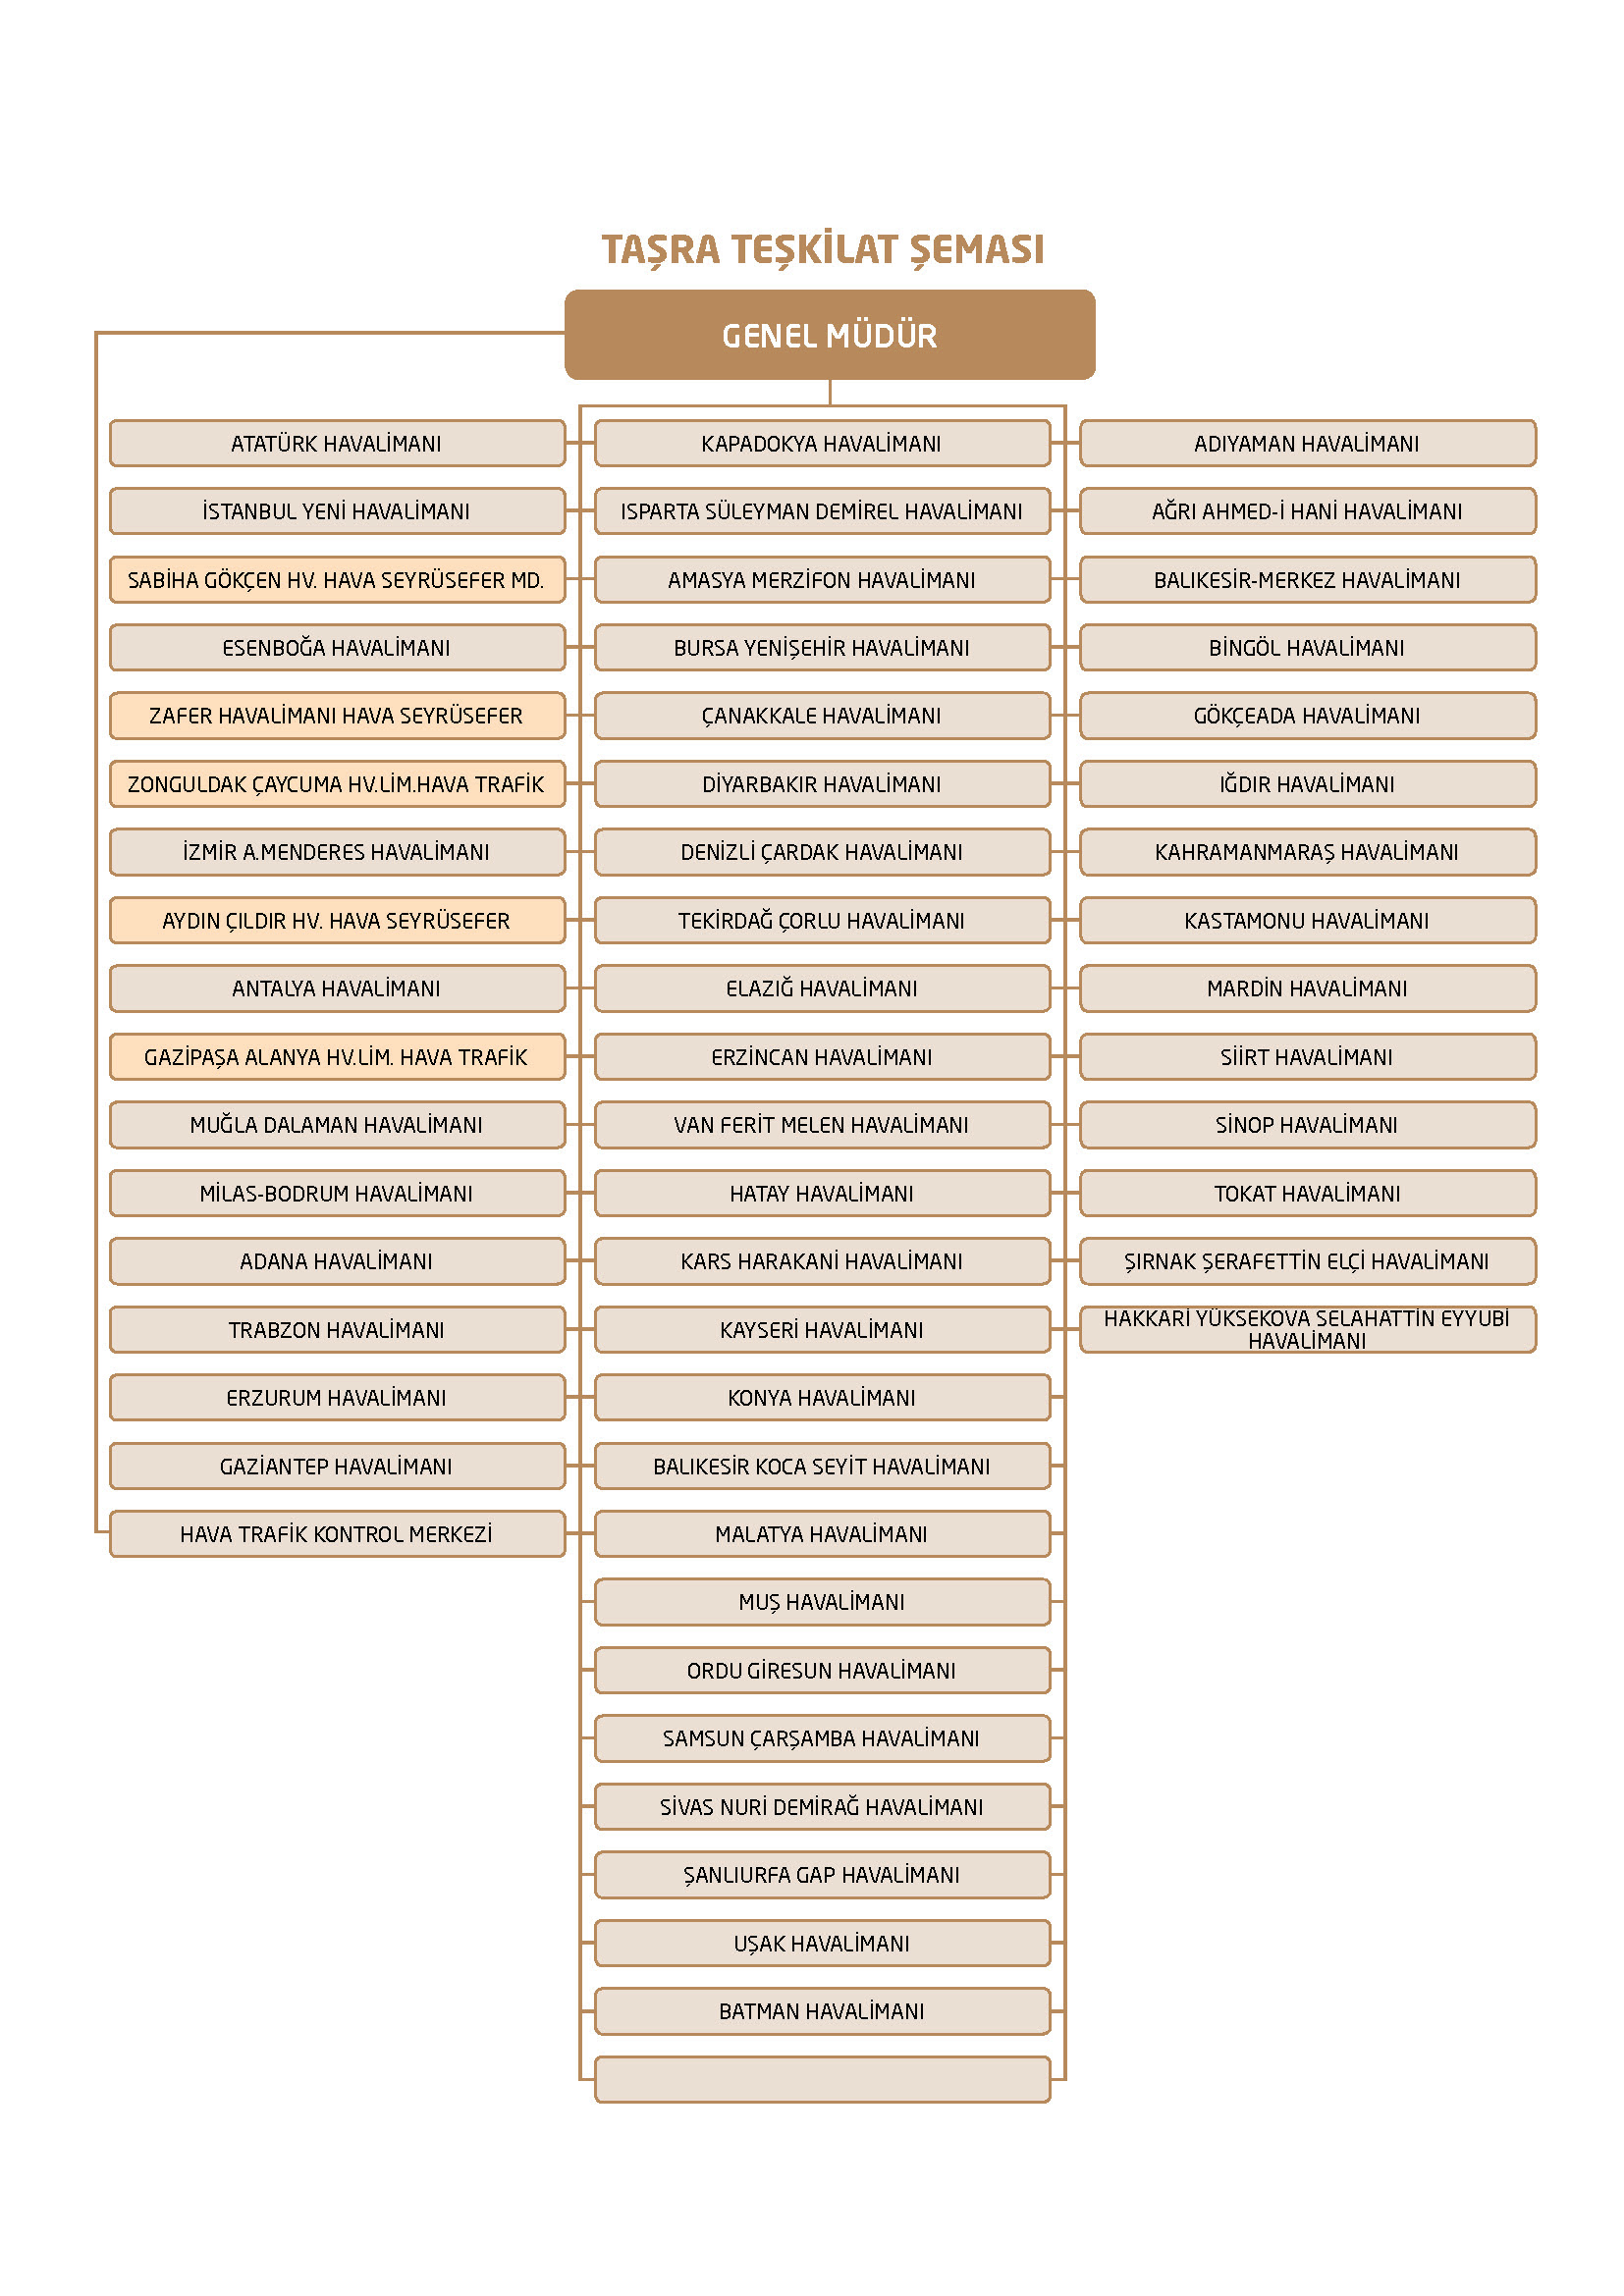 TAŞRA TEŞKİLAT ŞEMASI
GENEL MÜDÜR
ATATÜRK HAVALİMANI
İSTANBUL YENİ HAVALİMANI
SABİHA GÖKÇEN HV. HAVA SEYRÜSEFER MD.
ESENBOĞA HAVALİMANI
ZAFER HAVALİMANI HAVA SEYRÜSEFER
ZONGULDAK ÇAYCUMA HV.LİM.HAVA TRAFİK
İZMİR A.MENDERES HAVALİMANI
AYDIN ÇILDIR HV. HAVA SEYRÜSEFER
ANTALYA HAVALİMANI
GAZİPAŞA ALANYA HV.LİM. HAVA TRAFİK
MUĞLA DALAMAN HAVALİMANI
MİLAS-BODRUM HAVALİMANI
ADANA HAVALİMANI
TRABZON HAVALİMANI
ERZURUM HAVALİMANI
GAZİANTEP HAVALİMANI
HAVA TRAFİK KONTROL MERKEZİ
KAPADOKYA HAVALİMANI
ISPARTA SÜLEYMAN DEMİREL HAVALİMANI
AMASYA MERZİFON HAVALİMANI
BURSA YENİŞEHİR HAVALİMANI
ÇANAKKALE HAVALİMANI
DİYARBAKIR HAVALİMANI
DENİZLİ ÇARDAK HAVALİMANI
TEKİRDAĞ ÇORLU HAVALİMANI
ELAZIĞ HAVALİMANI
ERZİNCAN HAVALİMANI
VAN FERİT MELEN HAVALİMANI
HATAY HAVALİMANI
KARS HARAKANİ HAVALİMANI
KAYSERİ HAVALİMANI
KONYA HAVALİMANI
BALIKESİR KOCA SEYİT HAVALİMANI
MALATYA HAVALİMANI
MUŞ HAVALİMANI
ORDU GİRESUN HAVALİMANI
SAMSUN ÇARŞAMBA HAVALİMANI
SİVAS NURİ DEMİRAĞ HAVALİMANI
ŞANLIURFA GAP HAVALİMANI
UŞAK HAVALİMANI
BATMAN HAVALİMANI
ADIYAMAN HAVALİMANI
AĞRI AHMED-İ HANİ HAVALİMANI
BALIKESİR-MERKEZ HAVALİMANI
BİNGÖL HAVALİMANI
GÖKÇEADA HAVALİMANI
IĞDIR HAVALİMANI
KAHRAMANMARAŞ HAVALİMANI
KASTAMONU HAVALİMANI
MARDİN HAVALİMANI
SİİRT HAVALİMANI
SİNOP HAVALİMANI
TOKAT HAVALİMANI
ŞIRNAK ŞERAFETTİN ELÇİ HAVALİMANI
HAKKARİ YÜKSEKOVA SELAHATTİN EYYUBİ
HAVALİMANI